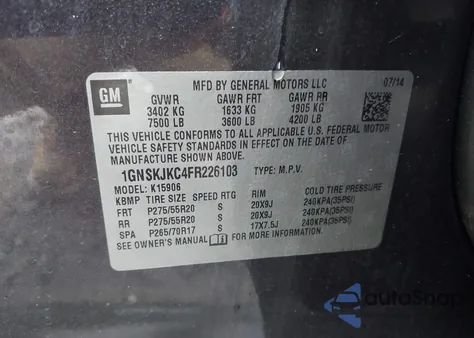 GM
MFD BY GENERAL MOTORS LLC 07/14
GVWR GAWR FRT GAWR RR
3402 KG 1633 KG 1905 KG
7500 LB 3600 LB 4200 LB
THIS VEHICLE CONFORMS TO ALL APPLICABLE U.S. FEDERAL MOTOR
VEHICLE SAFETY STANDARDS IN EFFECT ON THE DATE OF
MANUFACTURE SHOWN ABOVE.
1GNSKJKC4FR226103 TYPE: M.P.V.
MODEL: K15906
KBMP TIRE SIZE SPEED RTG RIM COLD TIRE PRESSURE
FRT P275/55R20 S 20X9J 240KPA(35PSI)
RR P275/55R20 S 20X9J 240KPA(35PSI)
SPA P265/70R17 S 17X7.5J 240KPA(35PSI)
SEE OWNER'S MANUAL FOR MORE INFORMATION.
autoSnap